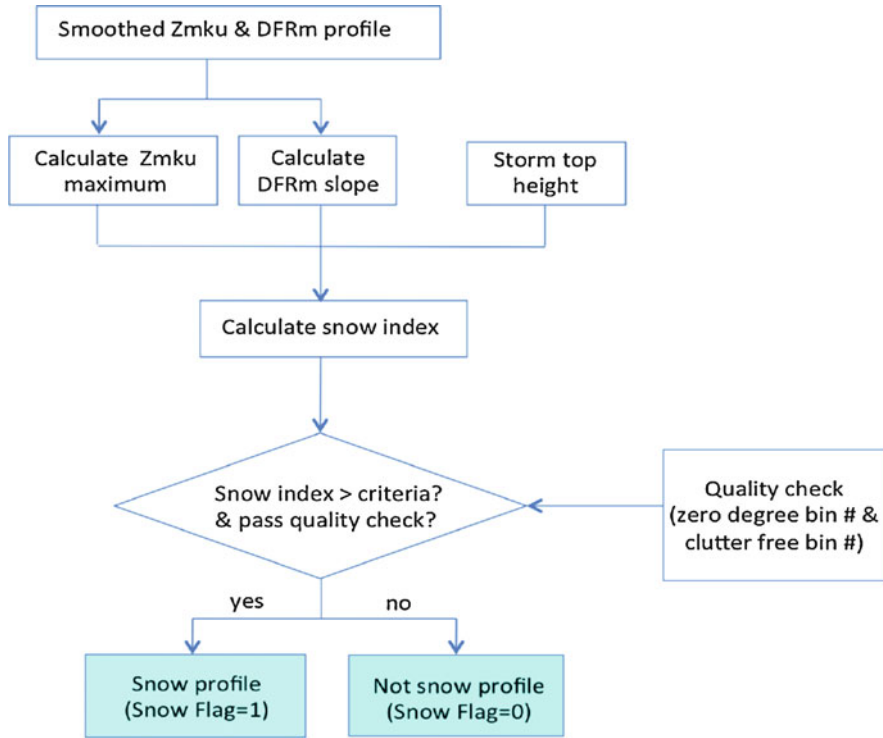 Smoothed Zmku & DFRm profile
Calculate Zmku
maximum
Calculate
DFRm slope
Storm top
height
Calculate snow index
Snow index > criteria?
& pass quality check?
Quality check
(zero degree bin # &
clutter free bin #)
yes
no
Snow profile
(Snow Flag=1)
Not snow profile
(Snow Flag=0)